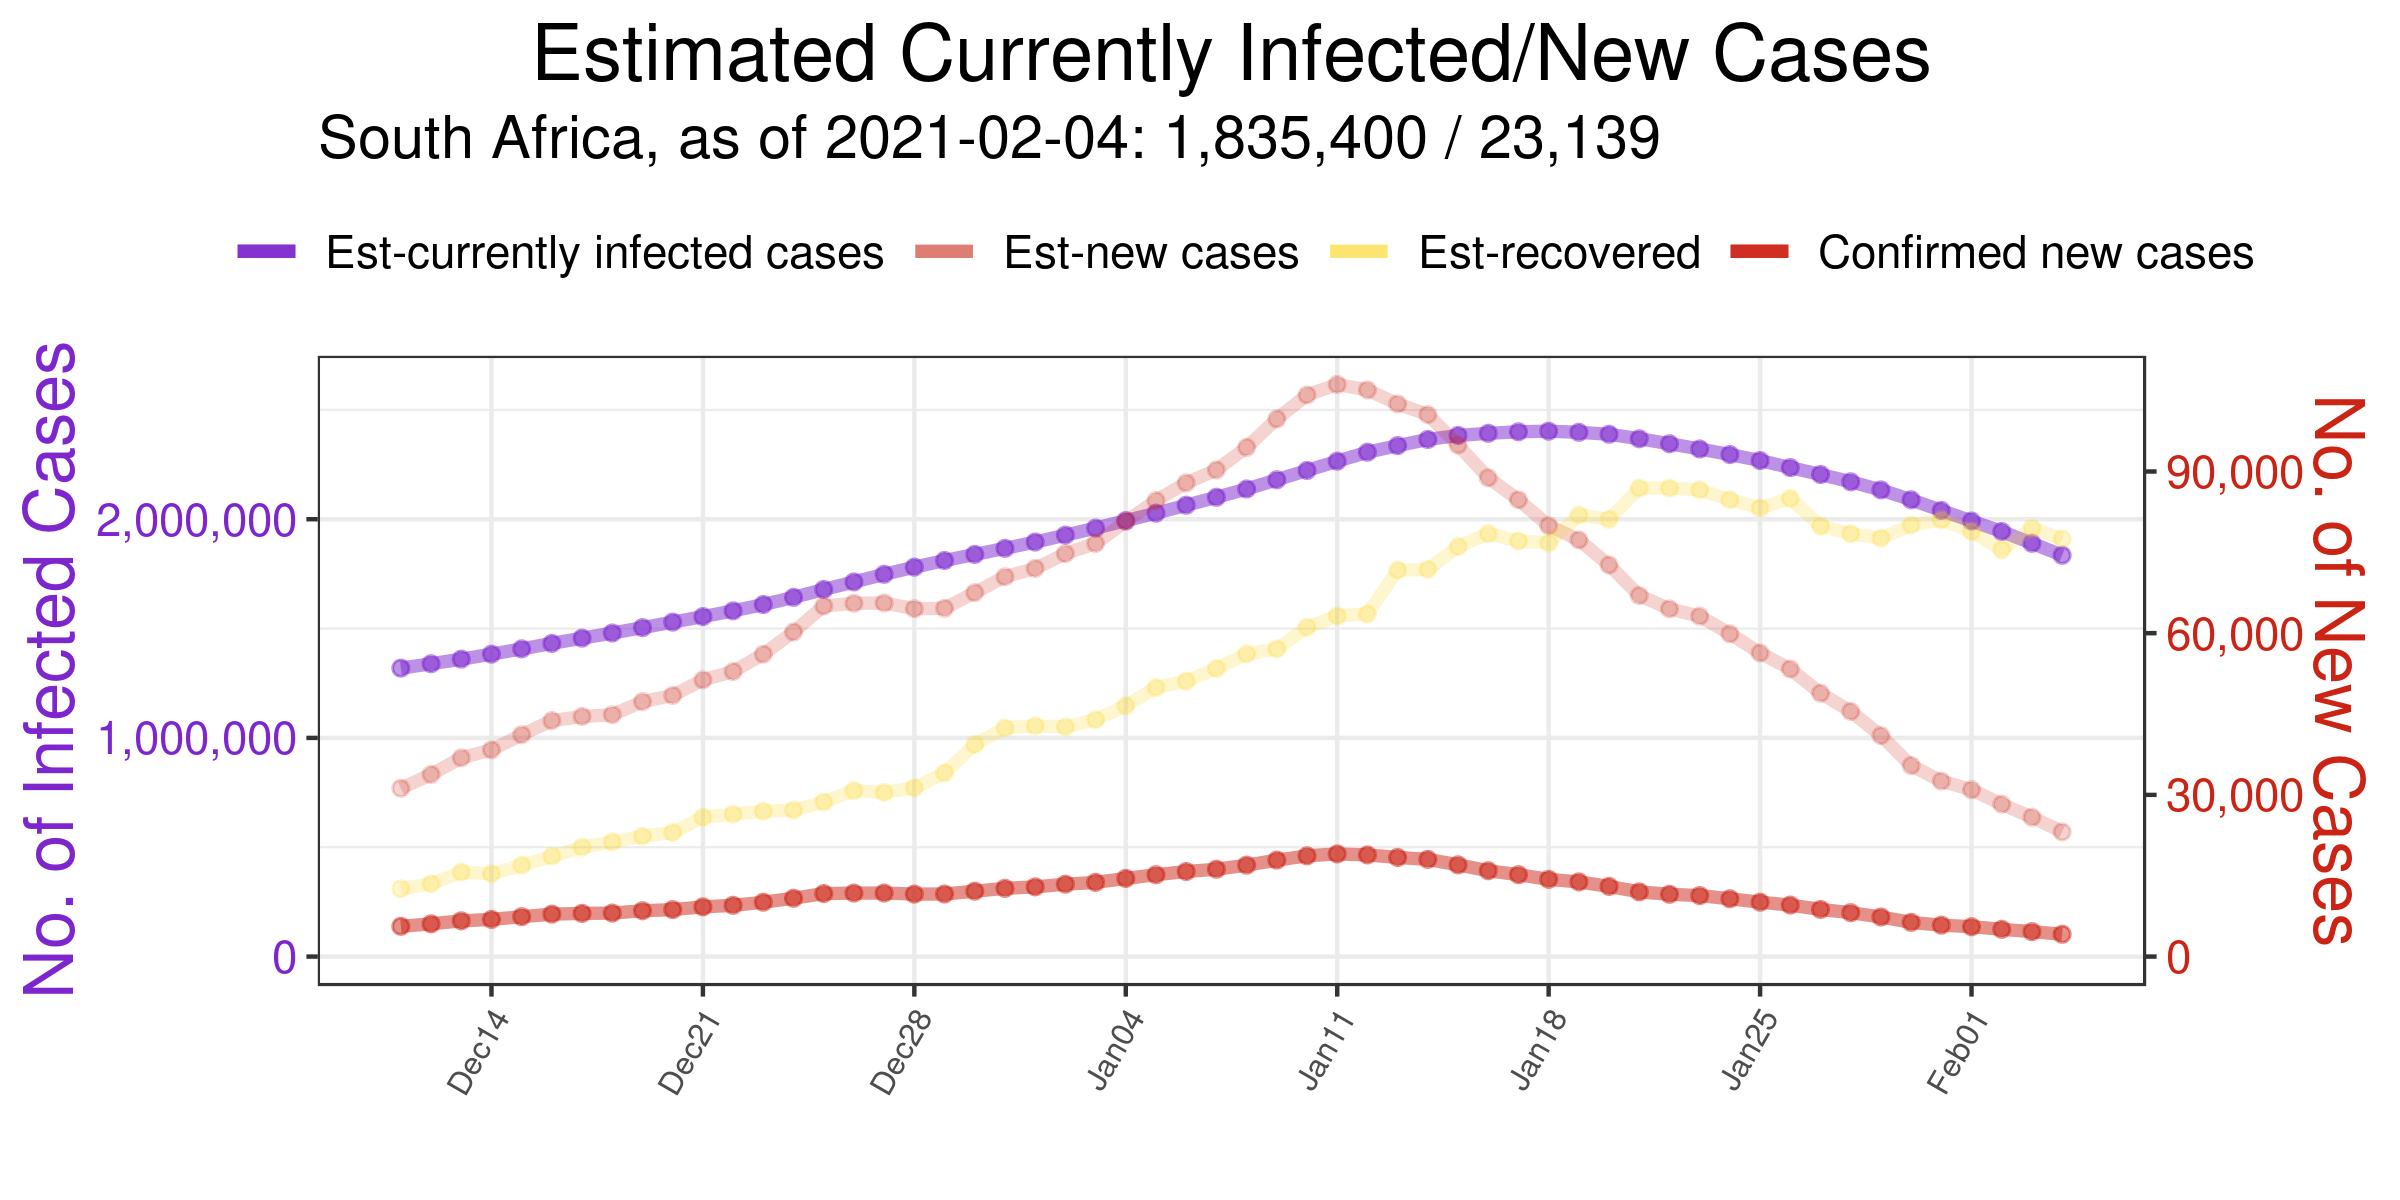 Estimated Currently Infected/New Cases
South Africa, as of 2021-02-04: 1,835,400 / 23,139
Est-currently infected cases Est-new cases Est-recovered Confirmed new cases
No. of Infected Cases
2,000,000
1,000,000
0
90,000
60,000
30,000
0
No. of New Cases
Dec14 Dec21 Dec28 Jan04 Jan11 Jan18 Jan25 Feb01